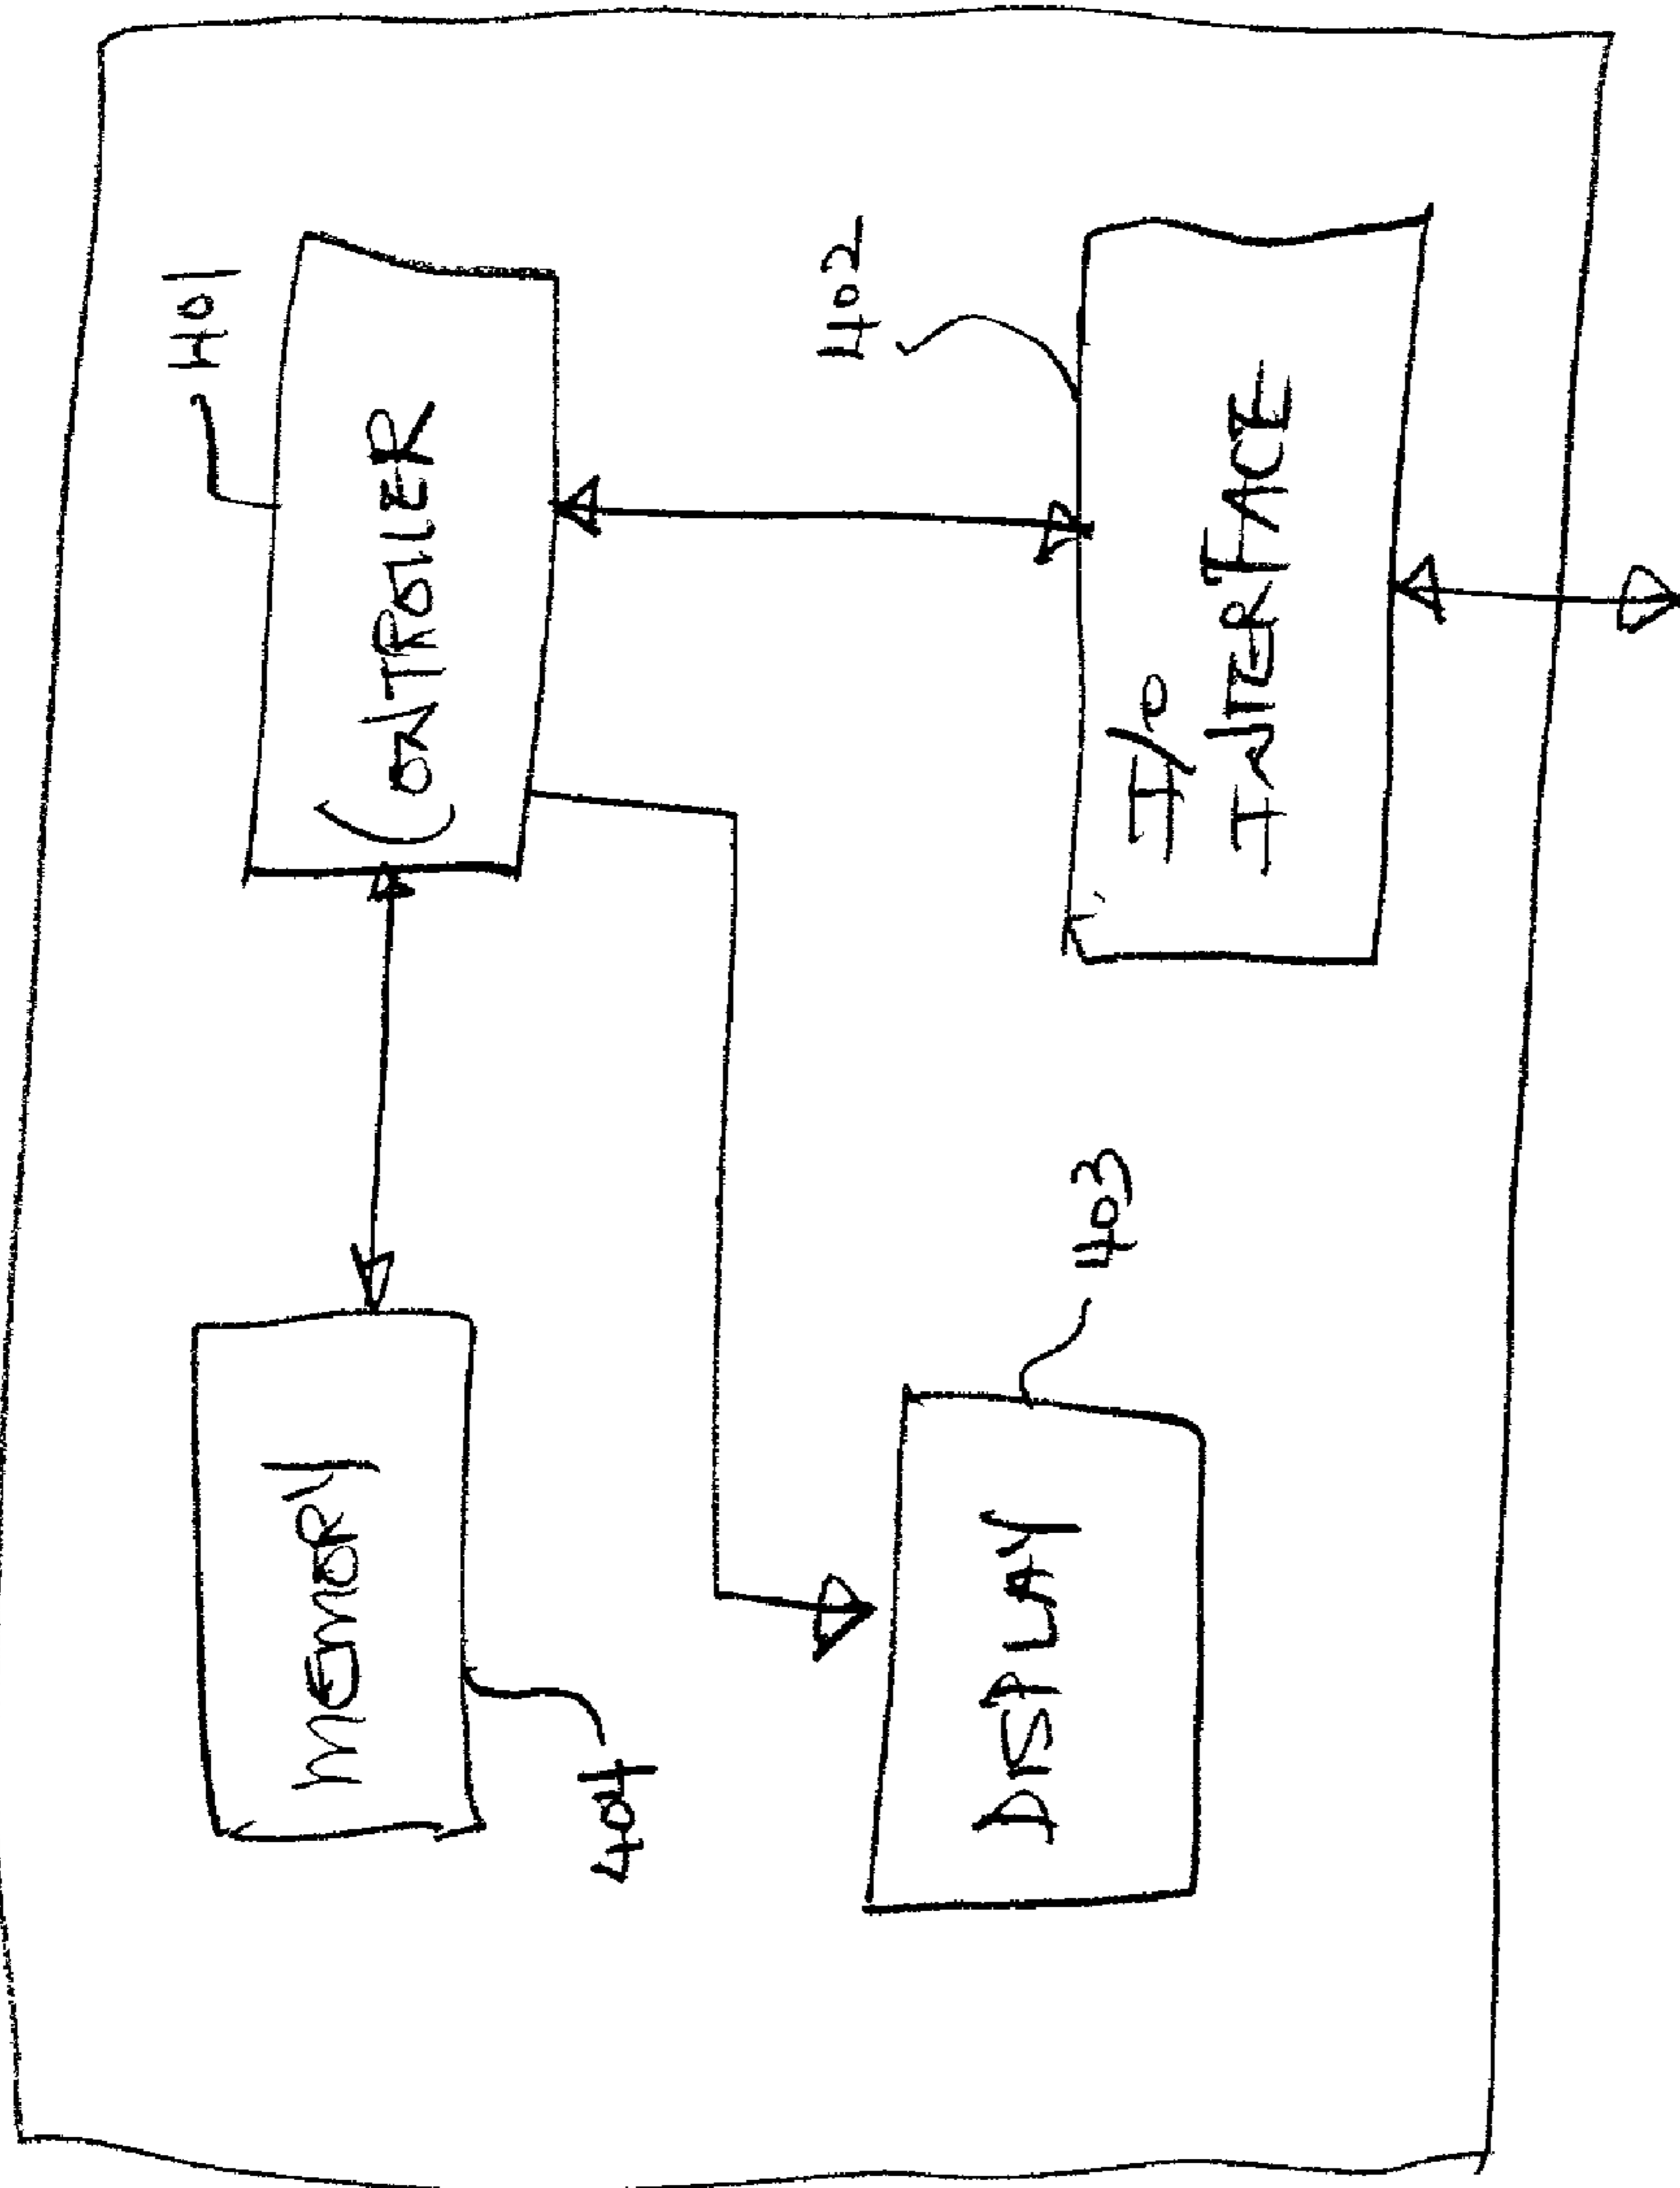 MEMORY
404
CONTROLLER
401
DISPLAY
403
I/O
INTERFACE
402